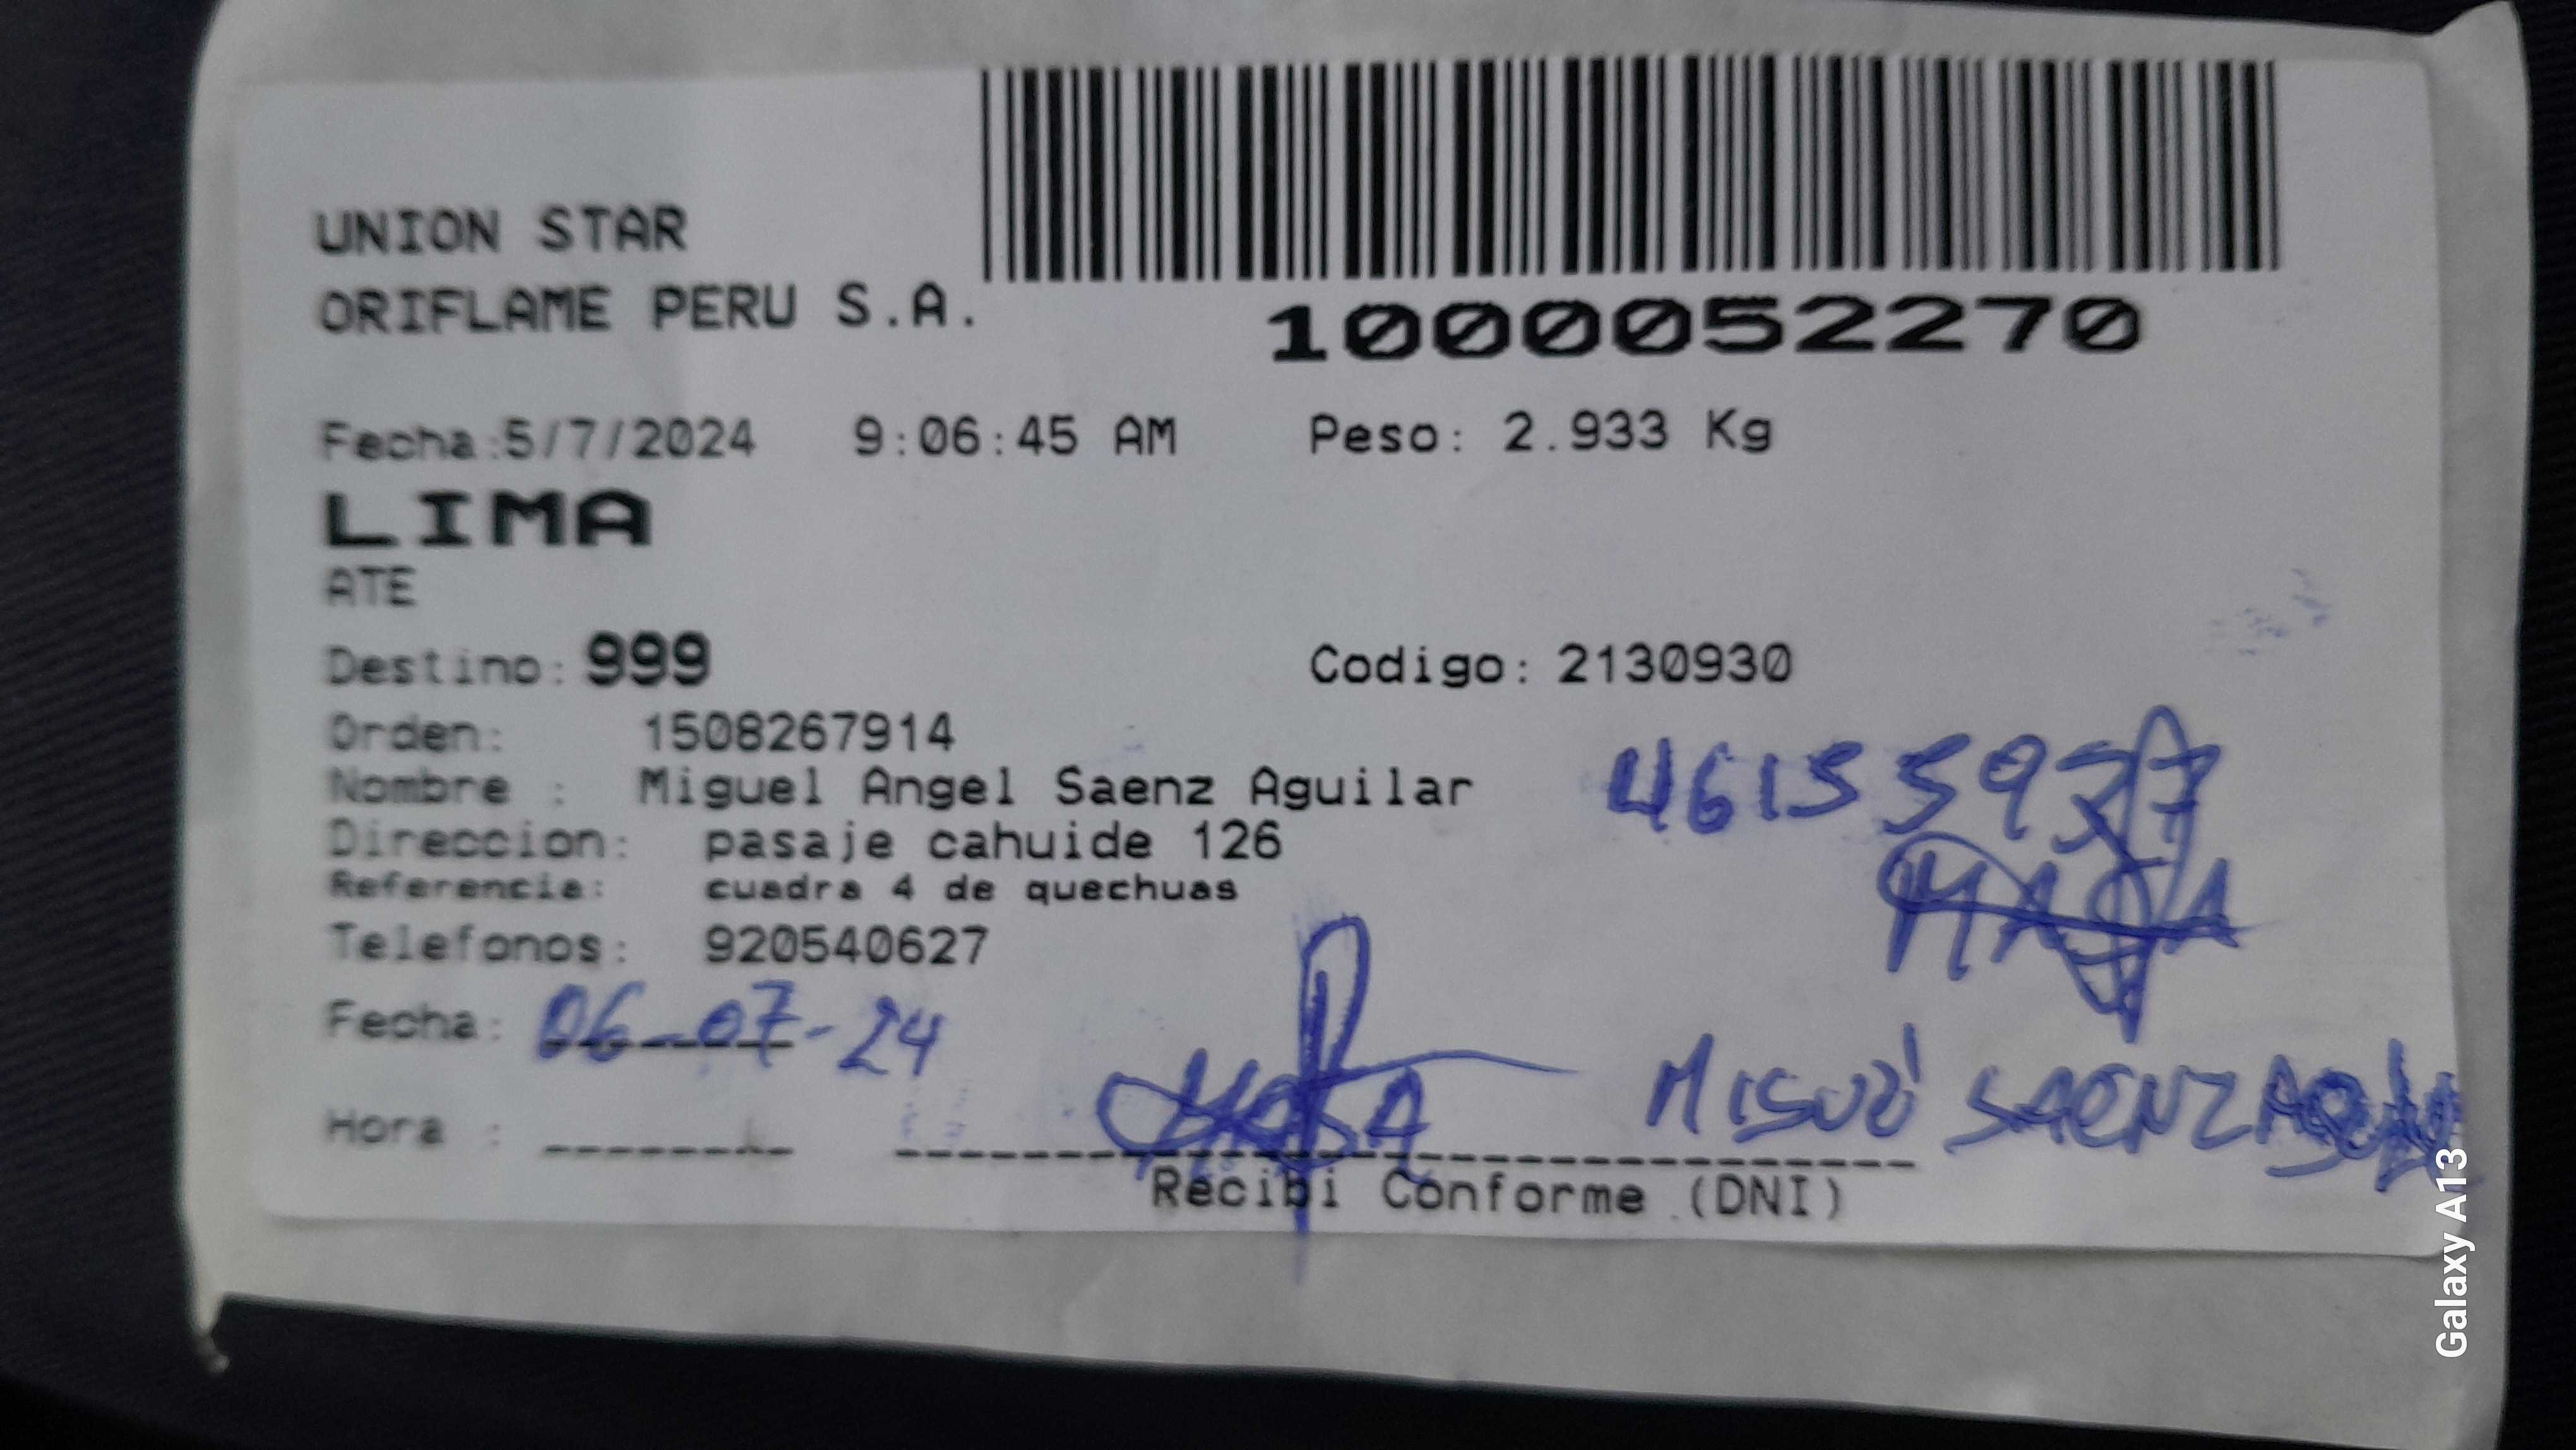 UNION STAR
ORIFLAME PERU S.A.
1000052270
Fecha:5/7/2024 9:06:45 AM Peso: 2.933 Kg
LIMA
ATE
Destino: 999 Codigo: 2130930
Orden: 1508267914
Nombre : Miguel Angel Saenz Aguilar
Direccion: pasaje cahuide 126
Referencia: cuadra 4 de quechuas
Telefonos: 920540627
Fecha: 06-07-24
SAENZ
Hora :
Recibi Conforme (DNI)
Galaxy A13